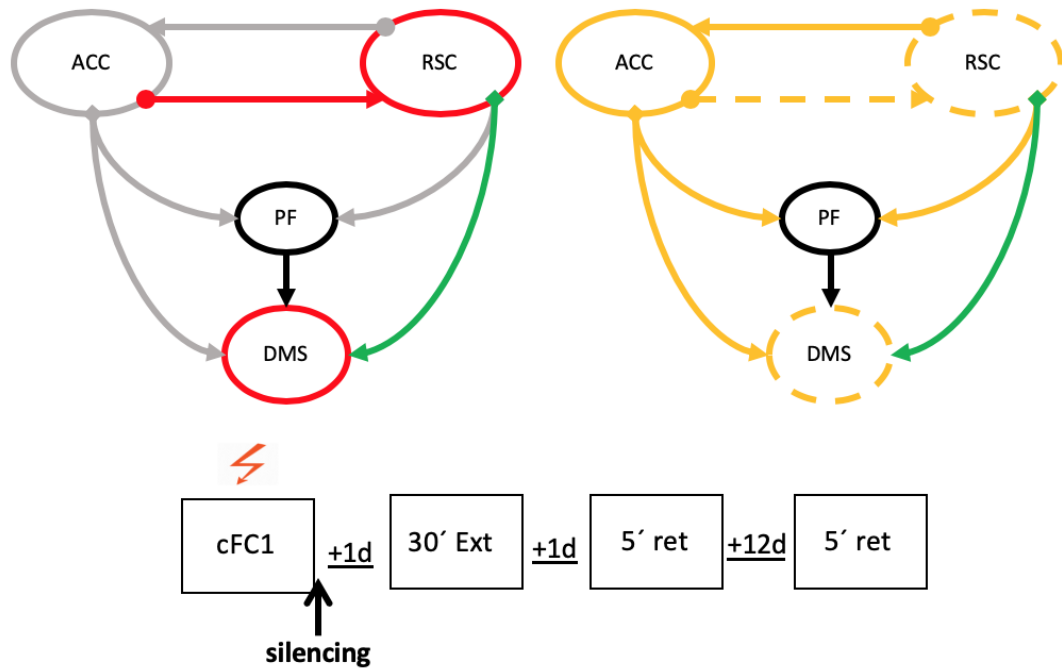 ACC RSC ACC RSC
PF PF
DMS DMS
cFC1 +1d 30´ Ext +1d 5´ ret +12d 5´ ret
silencing